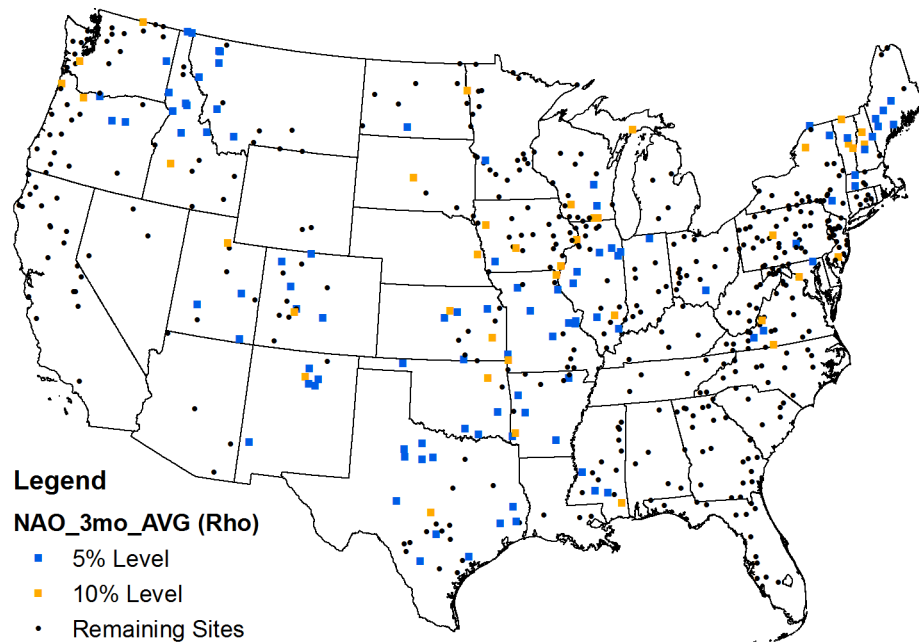 Legend
NAO_3mo_AVG (Rho)
5% Level
10% Level
Remaining Sites